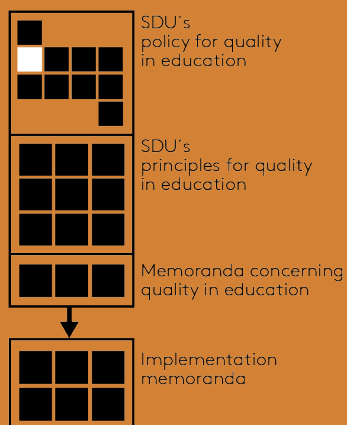 SDU's
policy for quality
in education
SDU's
principles for quality
in education
Memoranda concerning
quality in education
Implementation
memoranda